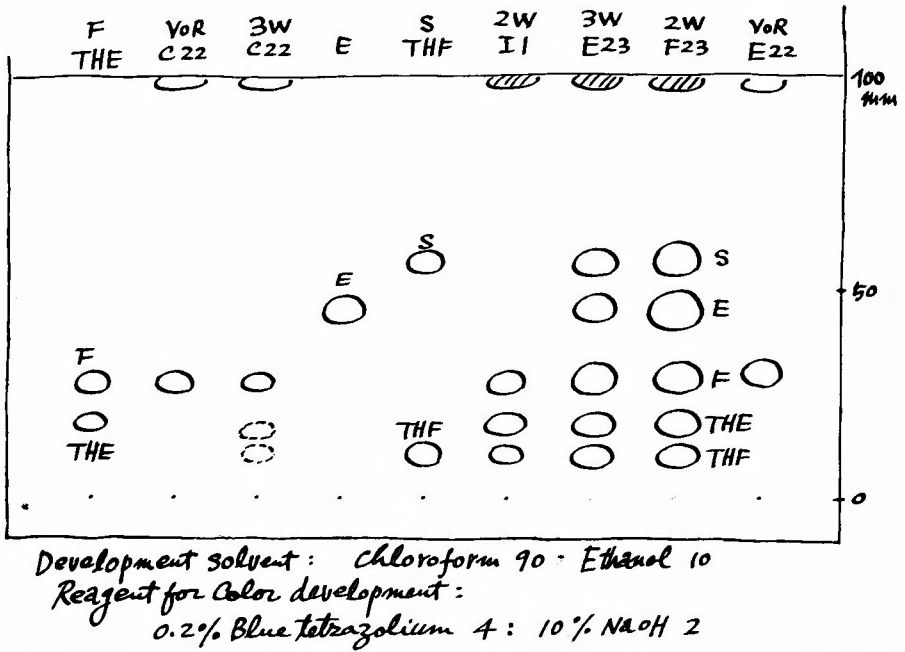 F YOR 3W E S 2W 3W 2W YOR
THE C22 C22 THF I1 E23 F23 E22
100
mm
S
S
E
50
E
F
F
THE
THF
THE
THF
0
Development solvent: Chloroform 90 - Ethanol 10
Reagent for Color development:
0.2% Blue tetrazolium 4: 10% NaOH 2